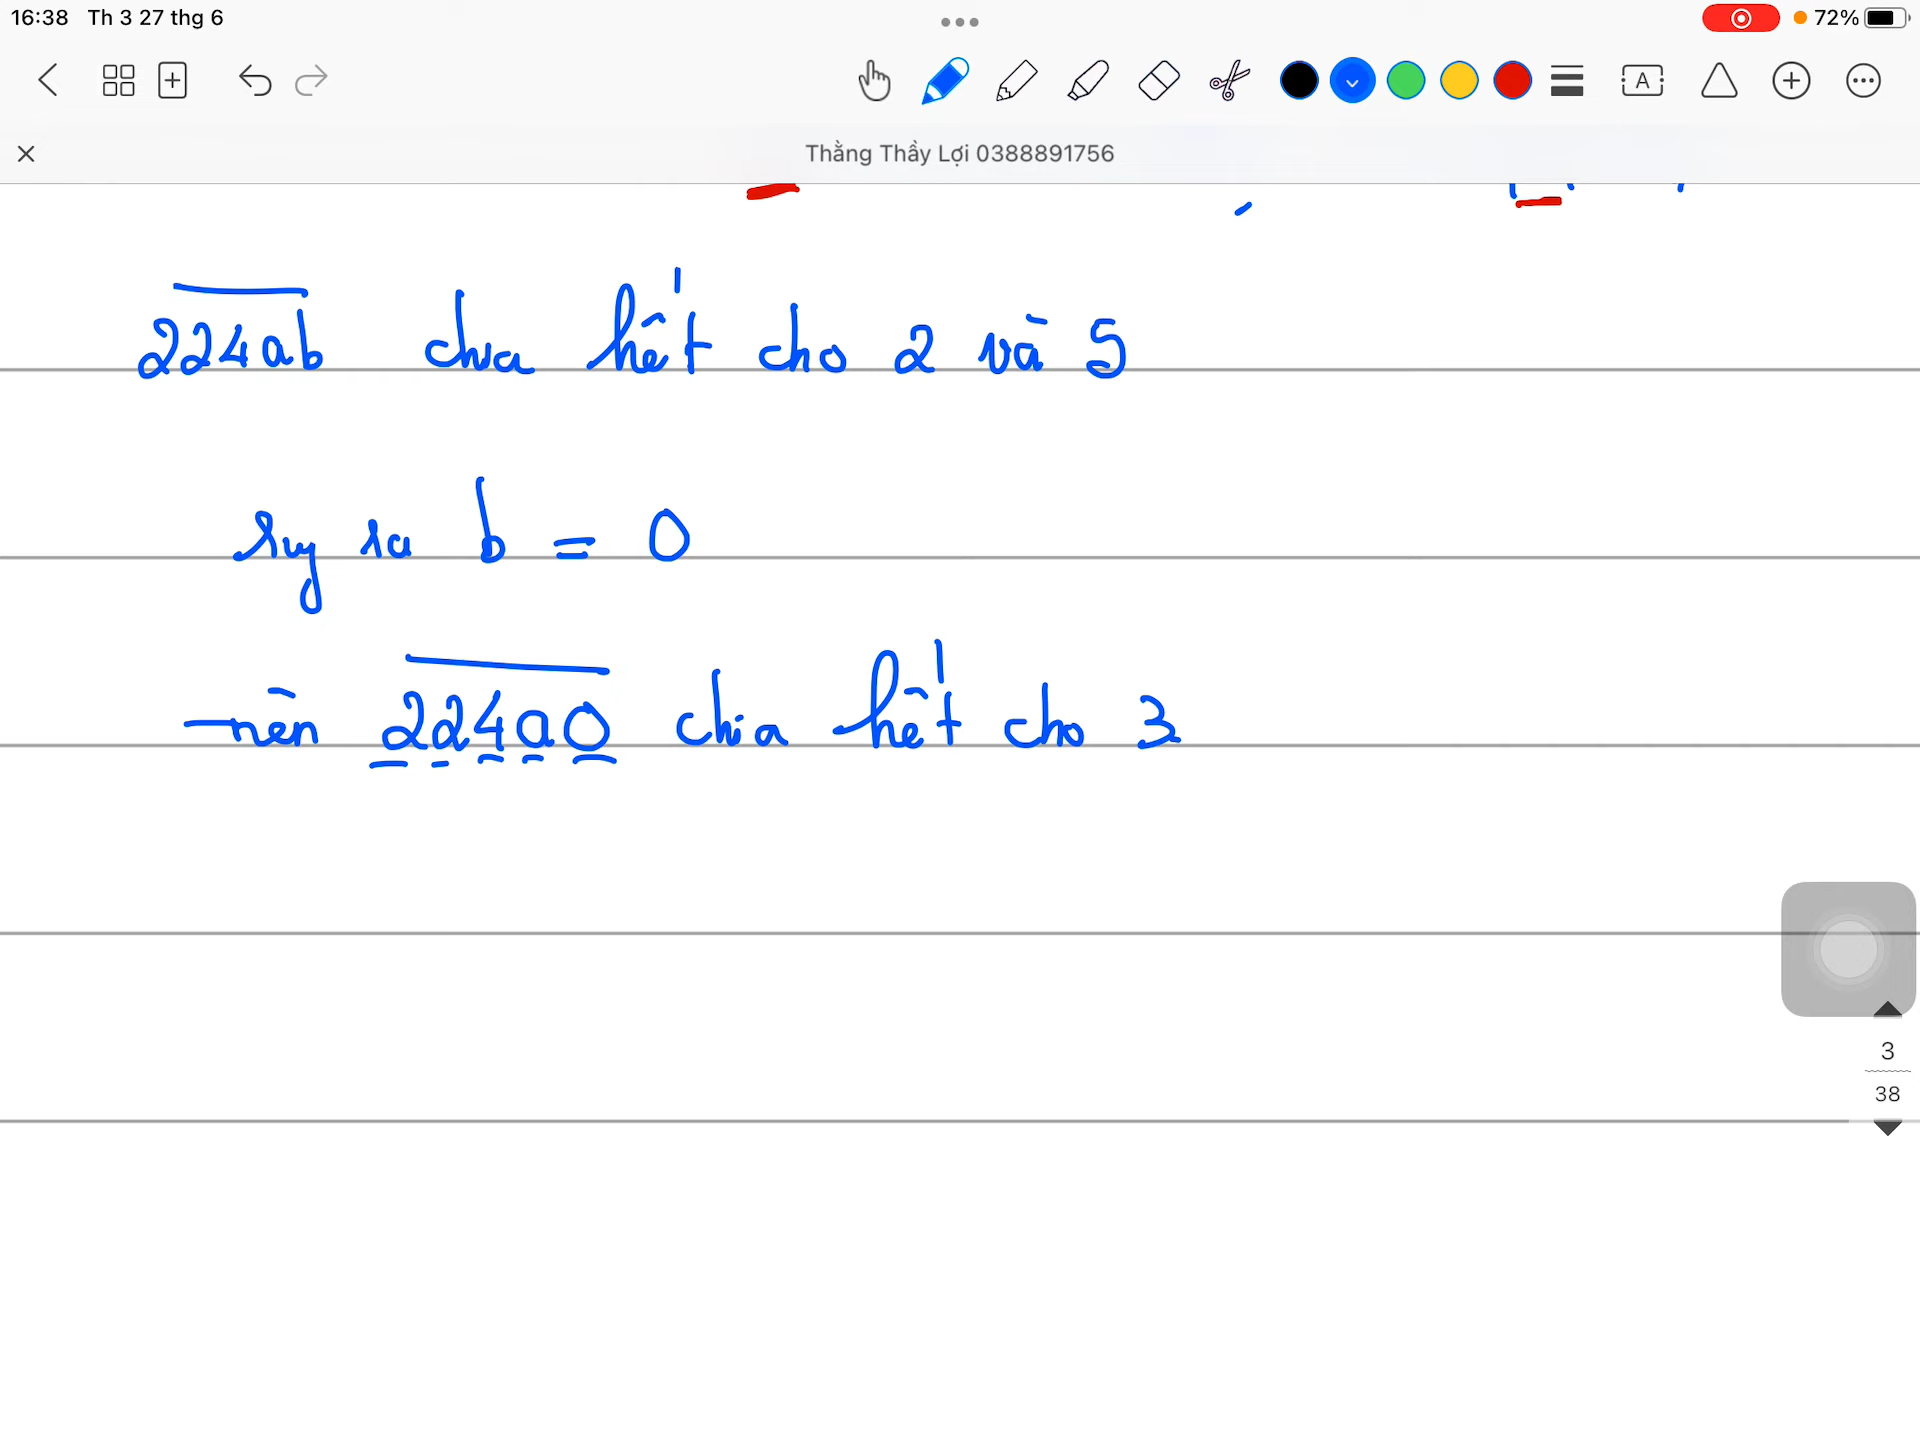 16:38 Th 3 27 thg 6
72%
A
Thằng Thầy Lợi 0388891756
224ab chia hết cho 2 và 5
suy ra b = 0
nên 224a0 chia hết cho 3
3
38